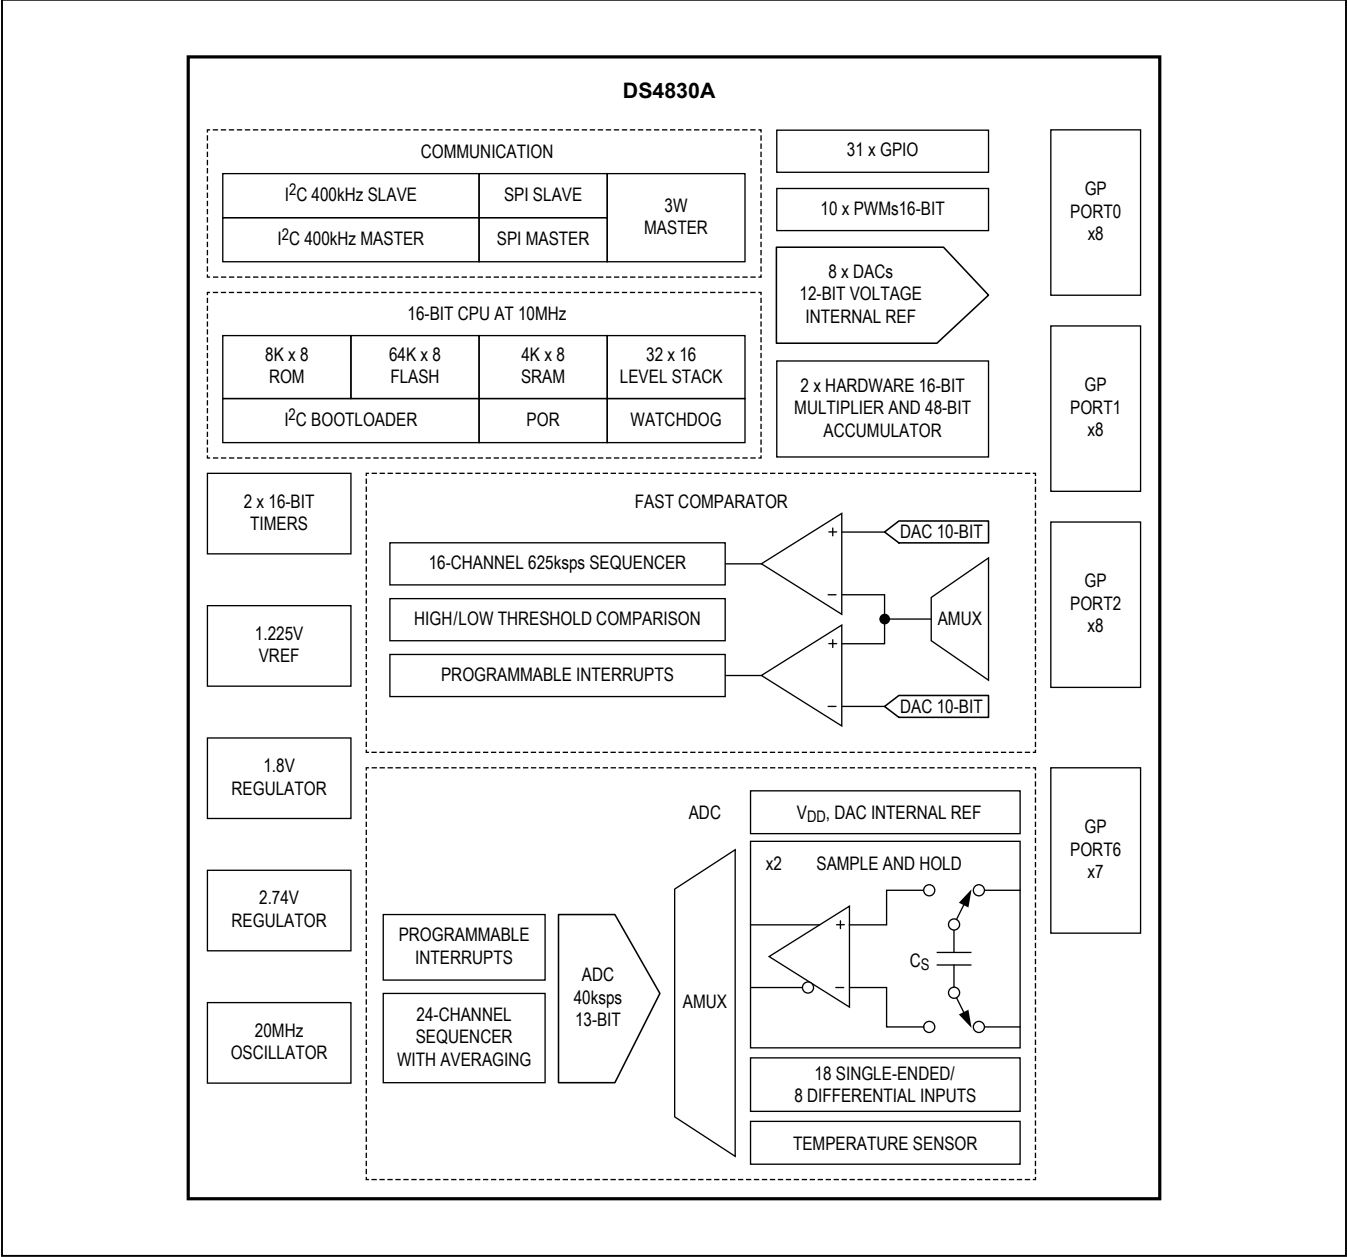 DS4830A
COMMUNICATION
I2C 400kHz SLAVE
SPI SLAVE
3W
MASTER
I2C 400kHz MASTER
SPI MASTER
31 x GPIO
10 x PWMs16-BIT
8 x DACs
12-BIT VOLTAGE
INTERNAL REF
2 x HARDWARE 16-BIT
MULTIPLIER AND 48-BIT
ACCUMULATOR
GP
PORT0
x8
GP
PORT1
x8
GP
PORT2
x8
GP
PORT6
x7
16-BIT CPU AT 10MHz
8K x 8
ROM
64K x 8
FLASH
4K x 8
SRAM
32 x 16
LEVEL STACK
I2C BOOTLOADER
POR
WATCHDOG
2 x 16-BIT
TIMERS
1.225V
VREF
1.8V
REGULATOR
2.74V
REGULATOR
20MHz
OSCILLATOR
FAST COMPARATOR
16-CHANNEL 625ksps SEQUENCER
HIGH/LOW THRESHOLD COMPARISON
PROGRAMMABLE INTERRUPTS
+
−
+
−
DAC 10-BIT
AMUX
DAC 10-BIT
ADC
VDD, DAC INTERNAL REF
x2
SAMPLE AND HOLD
+
−
CS
PROGRAMMABLE
INTERRUPTS
24-CHANNEL
SEQUENCER
WITH AVERAGING
ADC
40ksps
13-BIT
AMUX
18 SINGLE-ENDED/
8 DIFFERENTIAL INPUTS
TEMPERATURE SENSOR